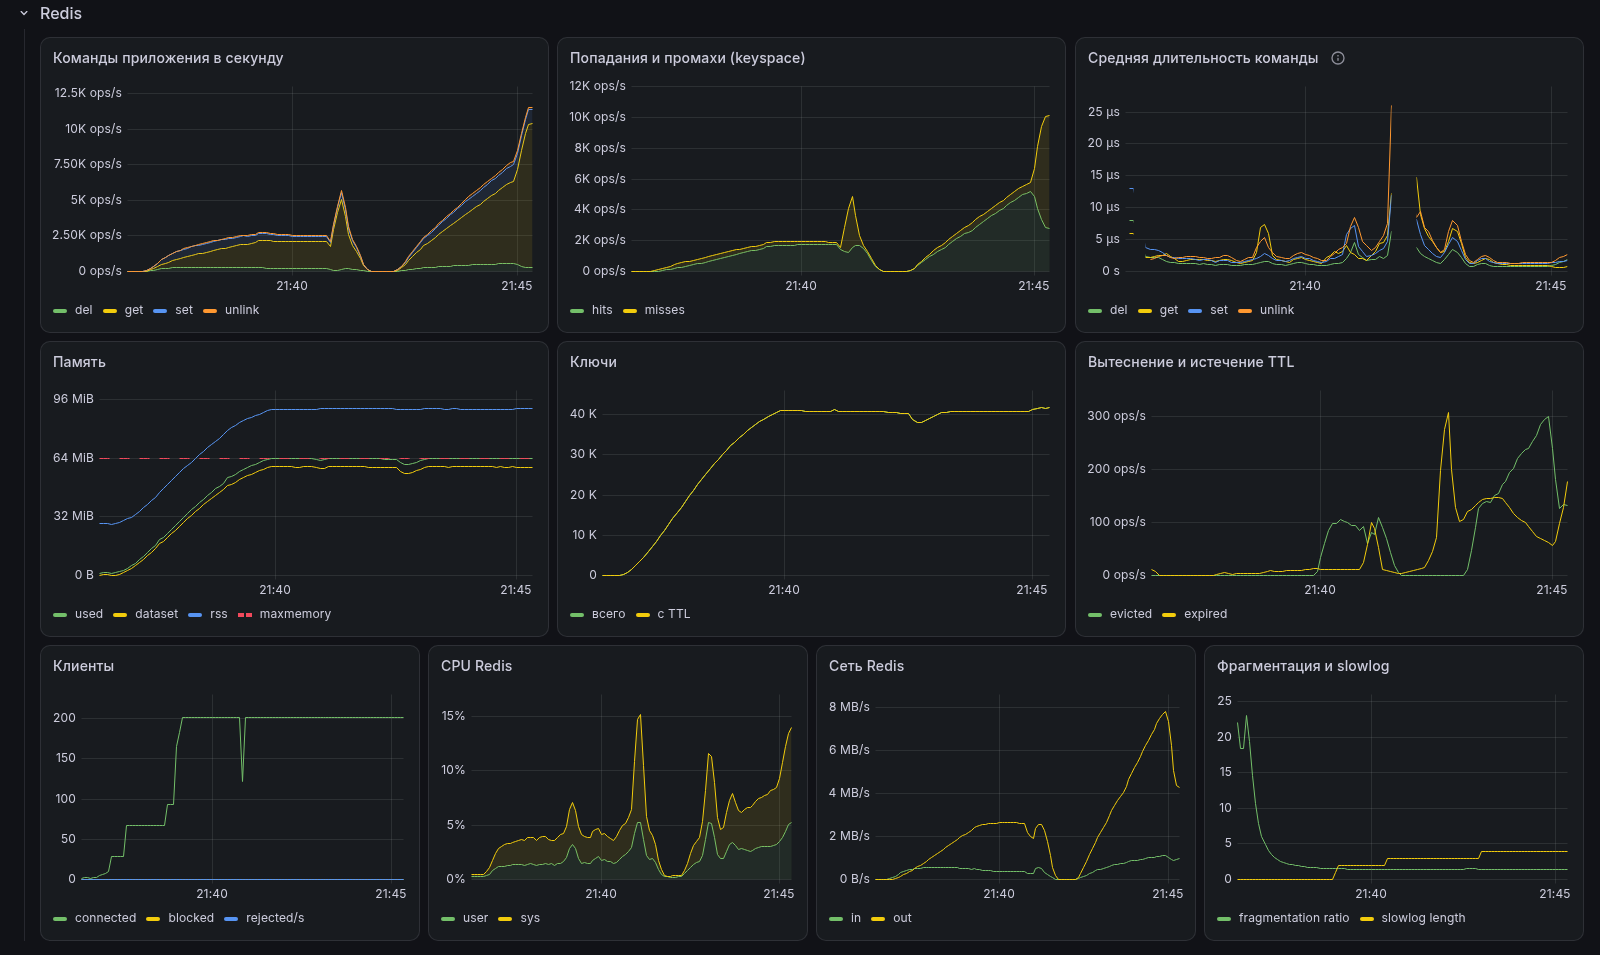 Redis
Команды приложения в секунду
12.5K ops/s
10K ops/s
7.50K ops/s
5K ops/s
2.50K ops/s
0 ops/s
21:40 21:45
del get set unlink
Попадания и промахи (keyspace)
12K ops/s
10K ops/s
8K ops/s
6K ops/s
4K ops/s
2K ops/s
0 ops/s
21:40 21:45
hits misses
Средняя длительность команды
25 µs
20 µs
15 µs
10 µs
5 µs
0 s
21:40 21:45
del get set unlink
Память
96 MiB
64 MiB
32 MiB
0 B
21:40 21:45
used dataset rss maxmemory
Ключи
40 K
30 K
20 K
10 K
0
21:40 21:45
всего с TTL
Вытеснение и истечение TTL
300 ops/s
200 ops/s
100 ops/s
0 ops/s
21:40 21:45
evicted expired
Клиенты
200
150
100
50
0
21:40 21:45
connected blocked rejected/s
CPU Redis
15%
10%
5%
0%
21:40 21:45
user sys
Сеть Redis
8 MB/s
6 MB/s
4 MB/s
2 MB/s
0 B/s
21:40 21:45
in out
Фрагментация и slowlog
25
20
15
10
5
0
21:40 21:45
fragmentation ratio slowlog length